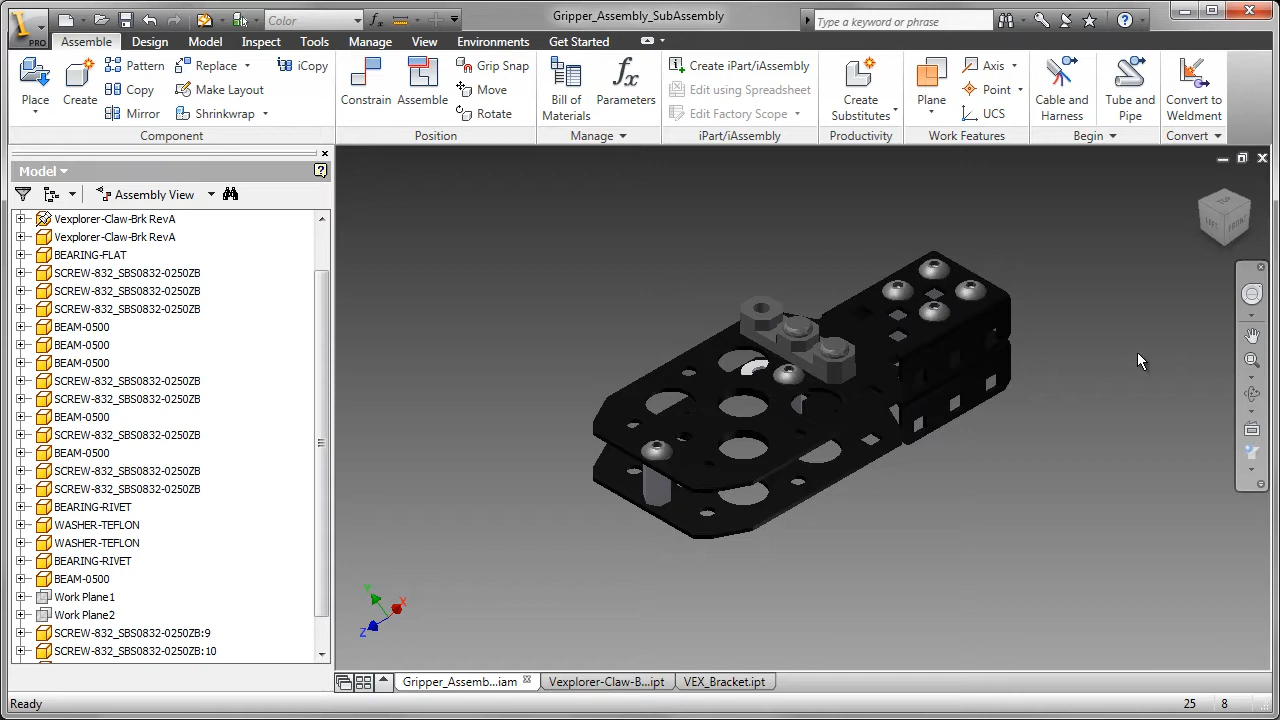 PRO
Color
Gripper_Assembly_SubAssembly
Type a keyword or phrase
Assemble
Design
Model
Inspect
Tools
Manage
View
Environments
Get Started
Place
Create
Pattern
Copy
Mirror
Replace
Make Layout
Shrinkwrap
iCopy
Component
Constrain
Assemble
Grip Snap
Move
Rotate
Position
Bill of
Materials
Parameters
Manage
Create iPart/iAssembly
Edit using Spreadsheet
Edit Factory Scope
iPart/iAssembly
Create
Substitutes
Productivity
Plane
Axis
Point
UCS
Work Features
Cable and
Harness
Tube and
Pipe
Begin
Convert to
Weldment
Convert
Model
Assembly View
Vexplorer-Claw-Brk RevA
Vexplorer-Claw-Brk RevA
BEARING-FLAT
SCREW-832_SBS0832-0250ZB
SCREW-832_SBS0832-0250ZB
SCREW-832_SBS0832-0250ZB
BEAM-0500
BEAM-0500
BEAM-0500
SCREW-832_SBS0832-0250ZB
SCREW-832_SBS0832-0250ZB
BEAM-0500
SCREW-832_SBS0832-0250ZB
BEAM-0500
SCREW-832_SBS0832-0250ZB
SCREW-832_SBS0832-0250ZB
BEARING-RIVET
WASHER-TEFLON
WASHER-TEFLON
BEARING-RIVET
BEAM-0500
Work Plane1
Work Plane2
SCREW-832_SBS0832-0250ZB:9
SCREW-832_SBS0832-0250ZB:10
TOP
LEFT
FRONT
Y
X
Z
Gripper_Assemb...iam
Vexplorer-Claw-B...ipt
VEX_Bracket.ipt
Ready
25
8